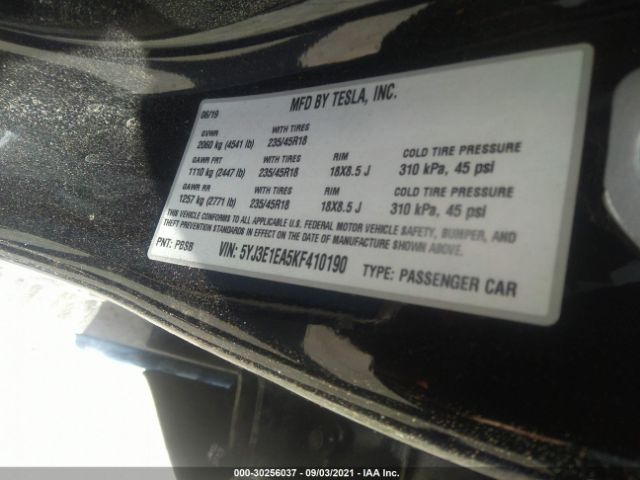 MFD BY TESLA, INC.
06/19
GVWR WITH TIRES
2060 kg (4541 lb) 235/45R18
GAWR FRT WITH TIRES RIM COLD TIRE PRESSURE
1110 kg (2447 lb) 235/45R18 18X8.5 J 310 kPa, 45 psi
GAWR RR WITH TIRES RIM COLD TIRE PRESSURE
1257 kg (2771 lb) 235/45R18 18X8.5 J 310 kPa, 45 psi
THIS VEHICLE CONFORMS TO ALL APPLICABLE U.S. FEDERAL MOTOR VEHICLE SAFETY, BUMPER, AND
THEFT PREVENTION STANDARDS IN EFFECT ON THE DATE OF MANUFACTURE SHOWN ABOVE.
PNT: PBSB VIN: 5YJ3E1EA5KF410190 TYPE: PASSENGER CAR
000-30256037 - 09/03/2021 - IAA Inc.